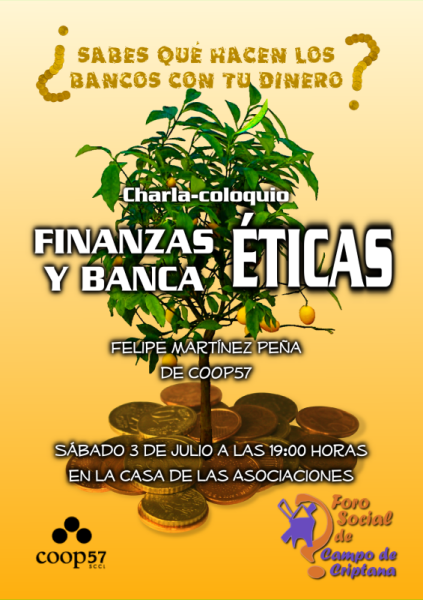 ¿SABES QUÉ HACEN LOS
BANCOS CON TU DINERO?
Charla-coloquio
FINANZAS
Y BANCA ÉTICAS
FELIPE MARTÍNEZ PEÑA
DE COOP57
SÁBADO 3 DE JULIO A LAS 19:00 HORAS
EN LA CASA DE LAS ASOCIACIONES
coop57
SCCL
Foro
Social
de
Campo de
Criptana